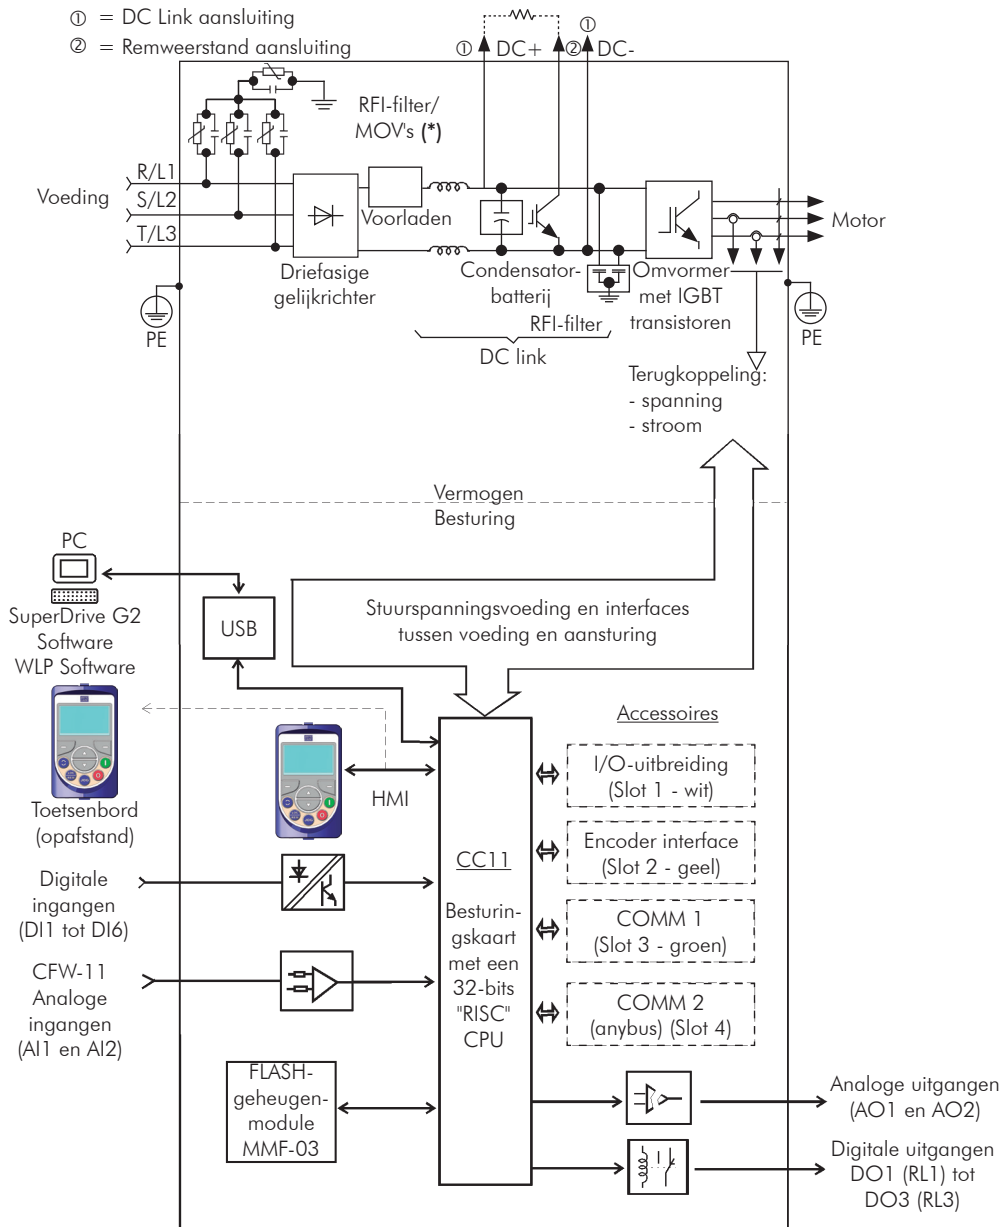 ① = DC Link aansluiting
② = Remweerstand aansluiting
① DC+ ② DC-
①
RFI-filter/
MOV's (*)
Voeding
R/L1
S/L2
T/L3
Voorladen
Motor
Driefasige
gelijkrichter
Condensator-
batterij
Omvormer
met IGBT
transistoren
RFI-filter
DC link
PE
PE
Terugkoppeling:
- spanning
- stroom
Vermogen
Besturing
PC
SuperDrive G2
Software
WLP Software
USB
Stuurspanningsvoeding en interfaces
tussen voeding en aansturing
Toetsenbord
(opafstand)
HMI
Accessoires
I/O-uitbreiding
(Slot 1 - wit)
Encoder interface
(Slot 2 - geel)
COMM 1
(Slot 3 - groen)
COMM 2
(anybus) (Slot 4)
CC11
Besturin-
gskaart
met een
32-bits
"RISC"
CPU
Digitale
ingangen
(DI1 tot DI6)
CFW-11
Analoge
ingangen
(AI1 en AI2)
FLASH-
geheugen-
module
MMF-03
Analoge uitgangen
(AO1 en AO2)
Digitale uitgangen
DO1 (RL1) tot
DO3 (RL3)